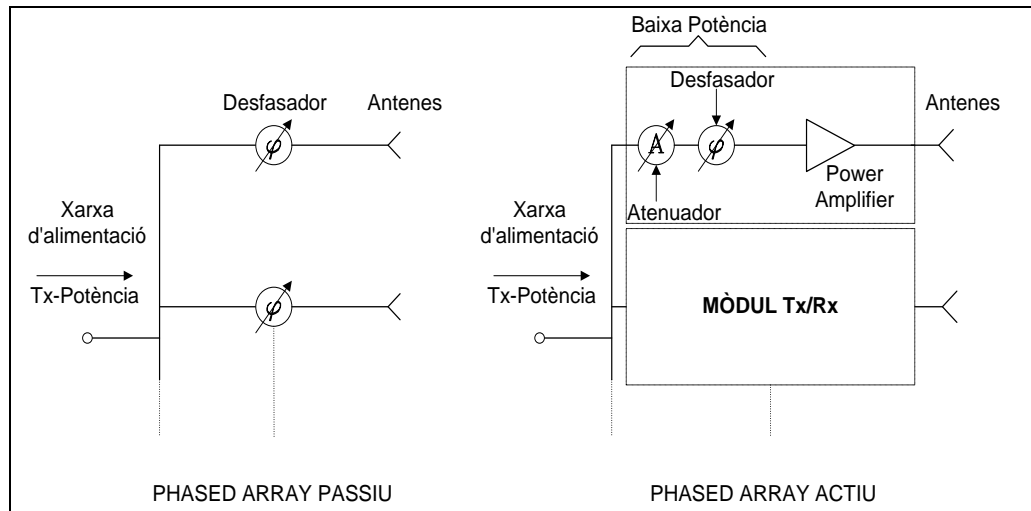 Desfasador
Antenes
φ
Xarxa
d'alimentació
Tx-Potència
φ
PHASED ARRAY PASSIU
Baixa Potència
Desfasador
Antenes
A
φ
Atenuador
Power
Amplifier
Xarxa
d'alimentació
Tx-Potència
MÒDUL Tx/Rx
PHASED ARRAY ACTIU